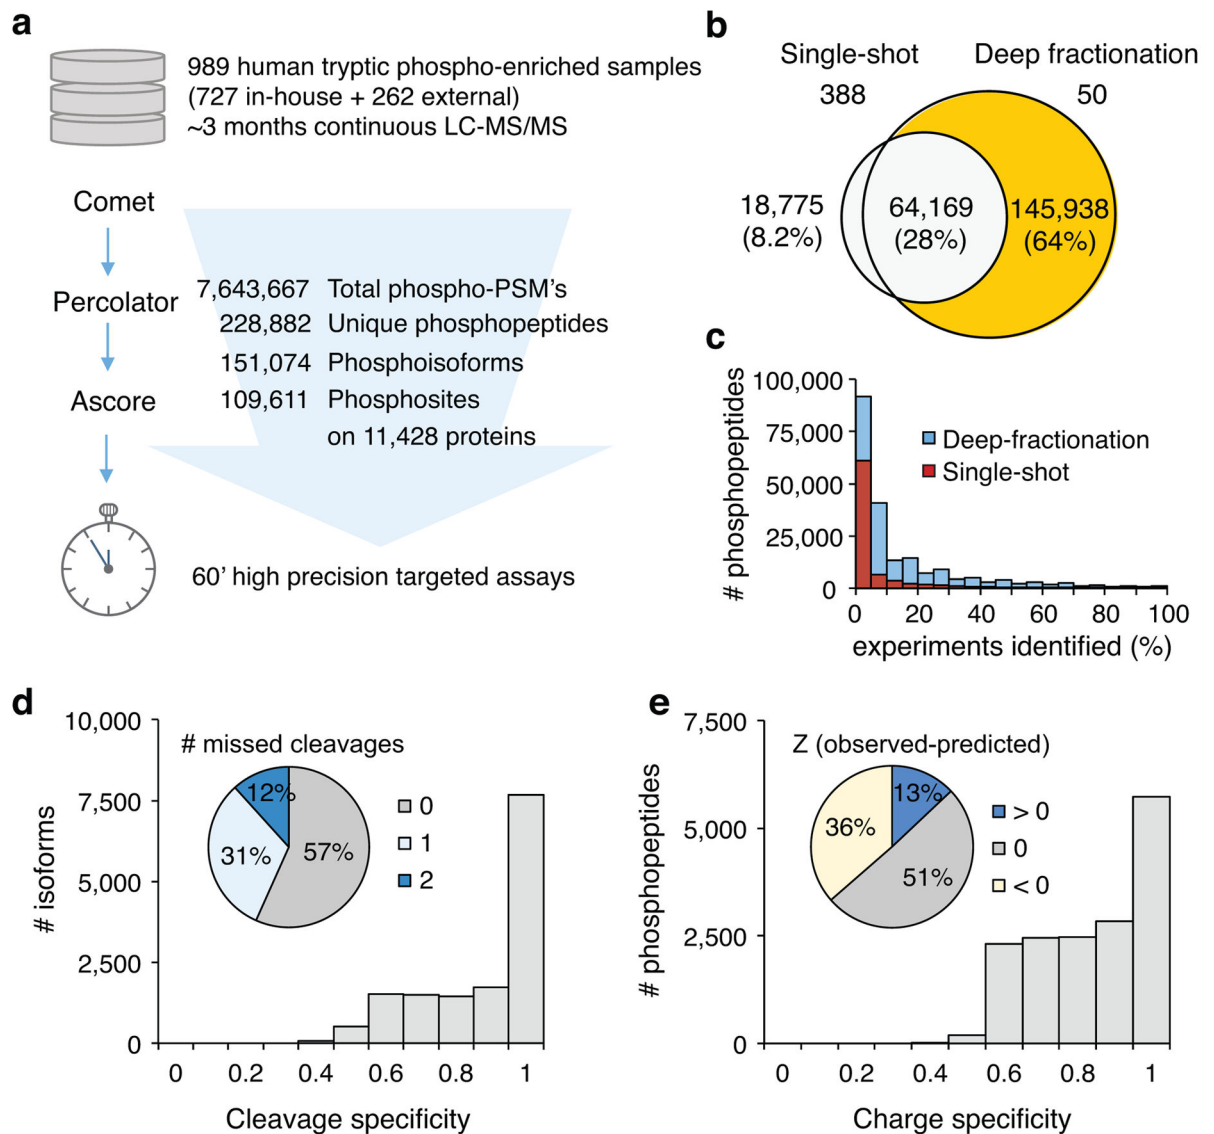 a
989 human tryptic phospho-enriched samples
(727 in-house + 262 external)
~3 months continuous LC-MS/MS
Comet
Percolator
Ascore
7,643,667 Total phospho-PSM's
228,882 Unique phosphopeptides
151,074 Phosphoisoforms
109,611 Phosphosites
on 11,428 proteins
60' high precision targeted assays
b
Single-shot Deep fractionation
388 50
18,775
(8.2%)
64,169
(28%)
145,938
(64%)
c
# phosphopeptides
100,000
75,000
50,000
25,000
0
Deep-fractionation
Single-shot
0 20 40 60 80 100
experiments identified (%)
d
# isoforms
10,000
7,500
5,000
2,500
0
# missed cleavages
12%
31%
57%
0
1
2
0 0.2 0.4 0.6 0.8 1
Cleavage specificity
e
# phosphopeptides
7,500
5,000
2,500
0
Z (observed-predicted)
13%
36%
51%
> 0
0
< 0
0 0.2 0.4 0.6 0.8 1
Charge specificity